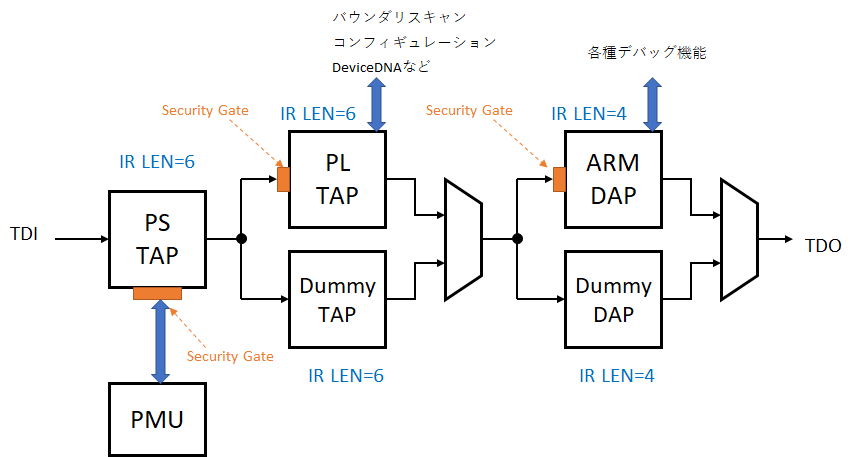 バウンダリスキャン
コンフィギュレーション
DeviceDNAなど
各種デバッグ機能
Security Gate
IR LEN=6
Security Gate
IR LEN=4
IR LEN=6
PL
TAP
ARM
DAP
TDI
PS
TAP
TDO
Dummy
TAP
Dummy
DAP
Security Gate
IR LEN=6
IR LEN=4
PMU